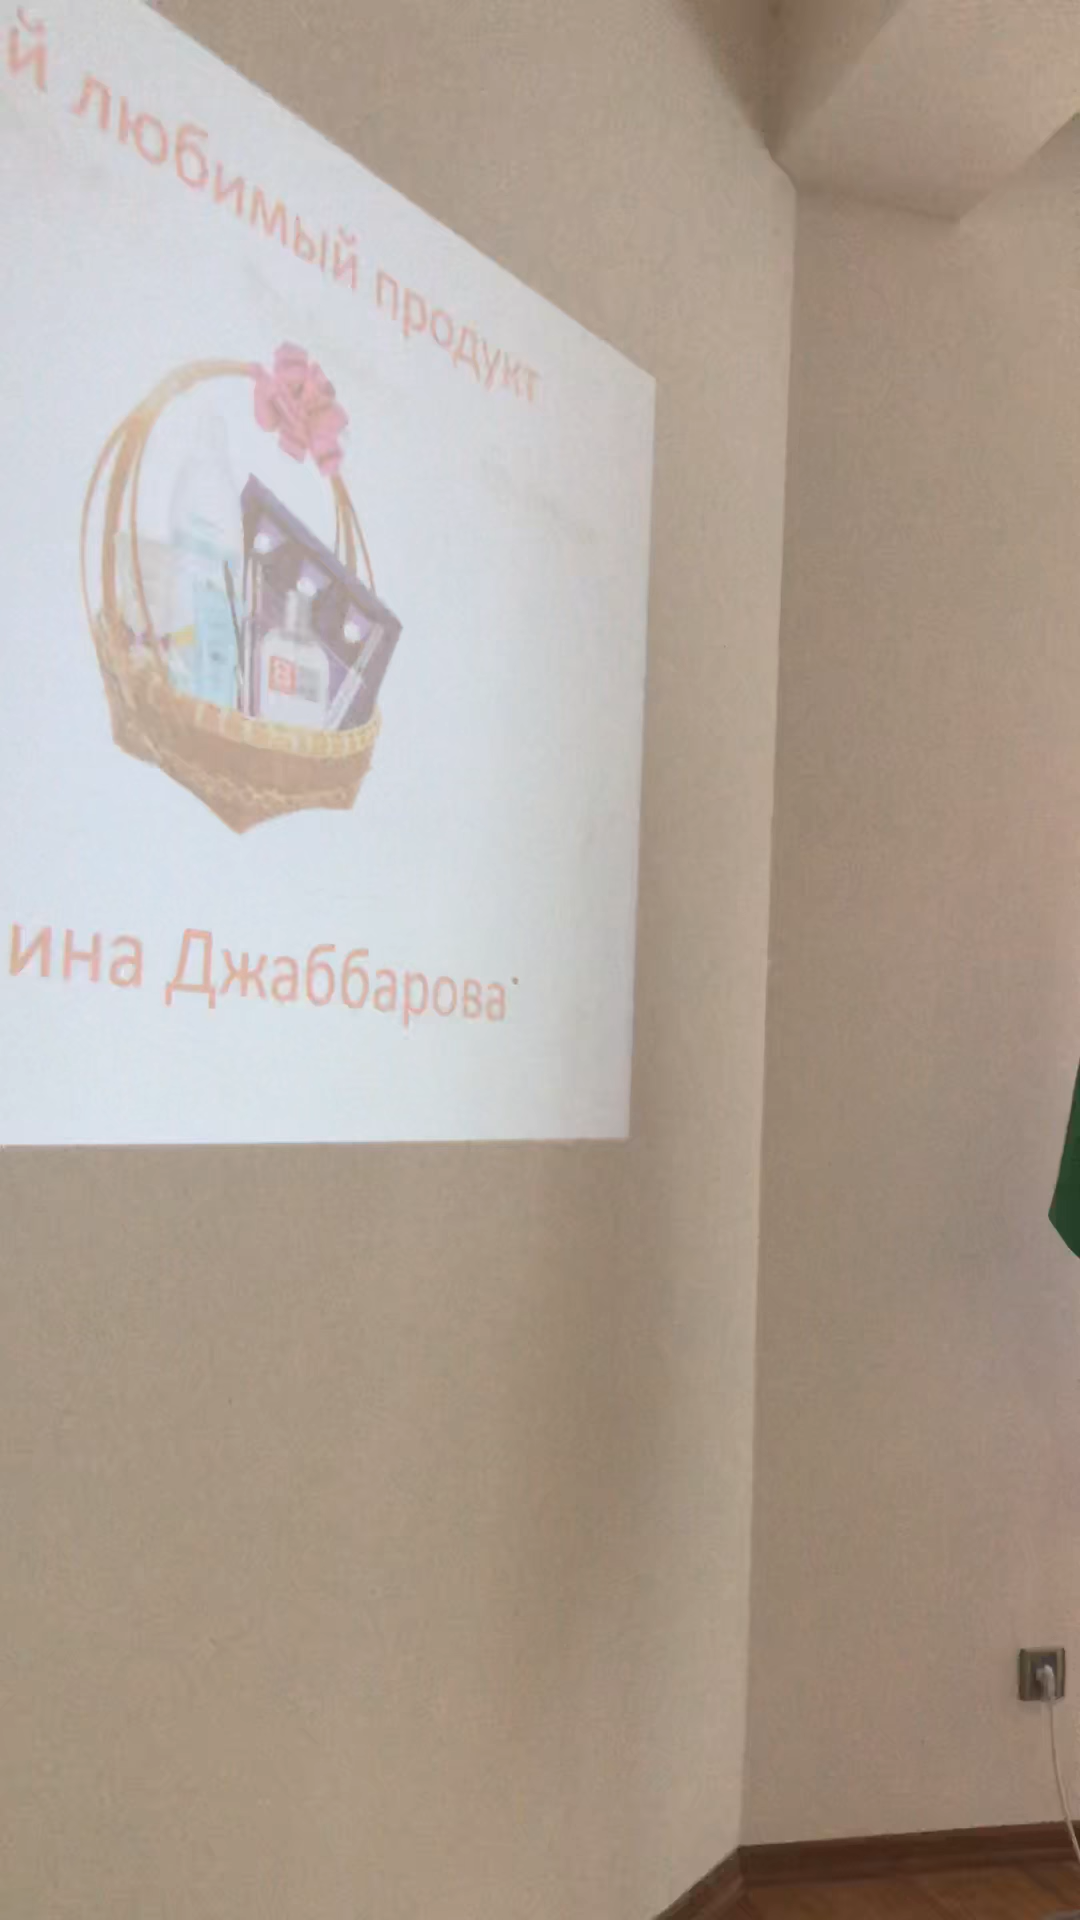 й любимый продукт
ина Джаббарова